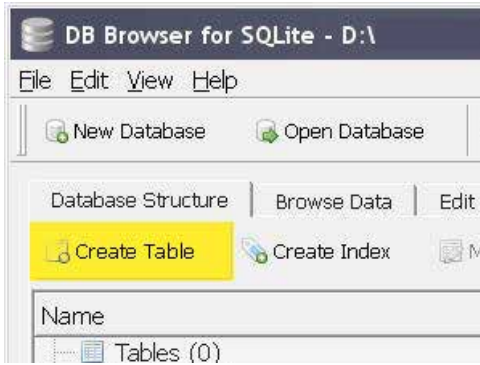 DB Browser for SQLite - D:\
File Edit View Help
New Database Open Database
Database Structure Browse Data Edit
Create Table Create Index M
Name
Tables (0)